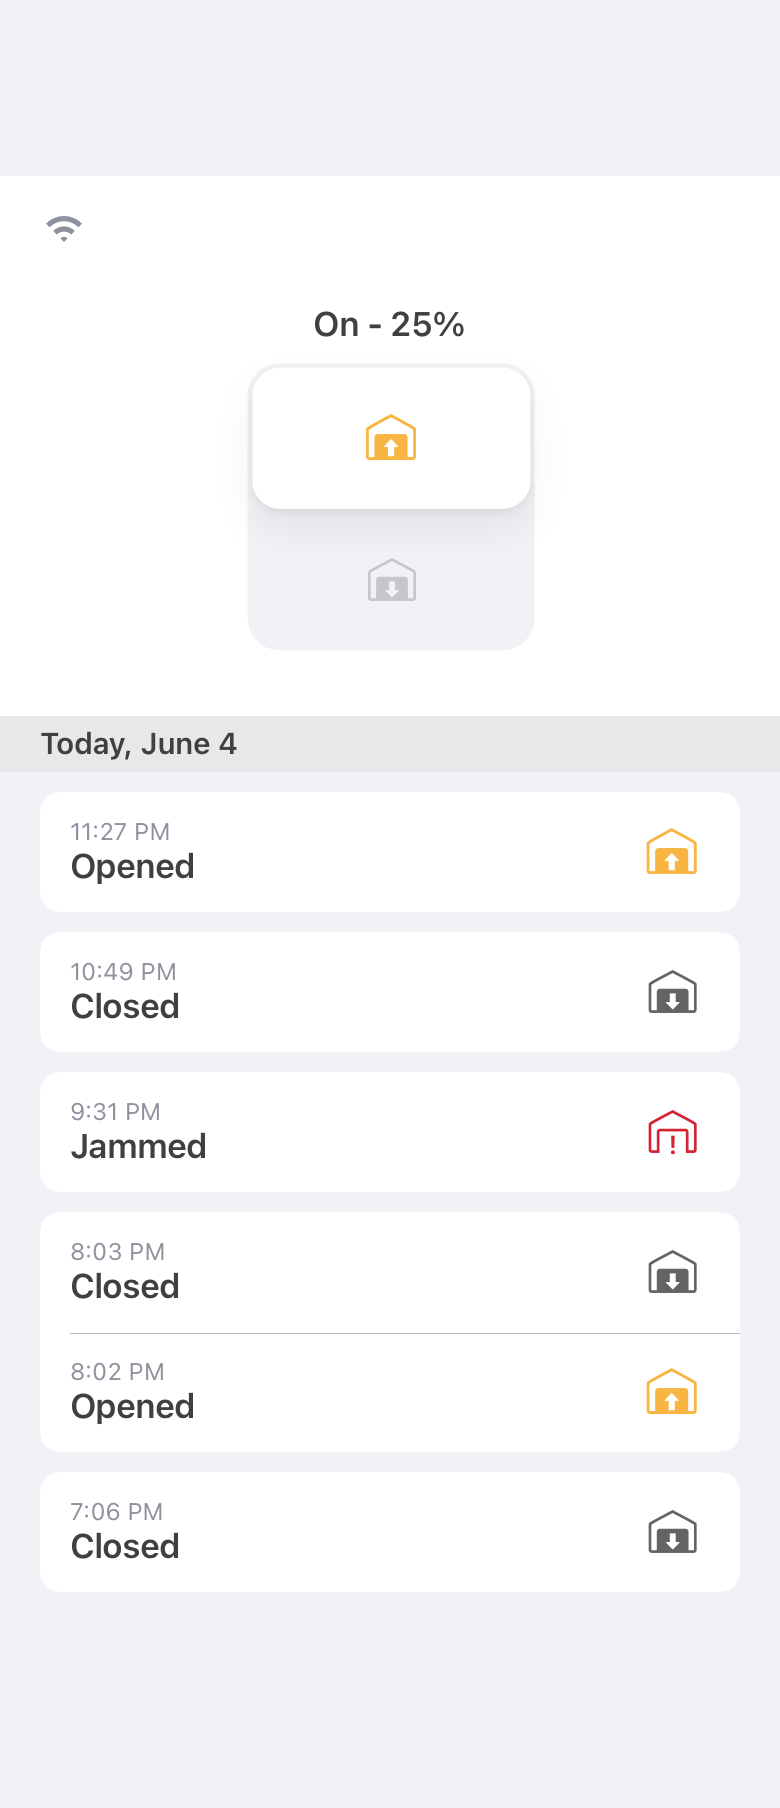 On - 25%
Today, June 4
11:27 PM
Opened
10:49 PM
Closed
9:31 PM
Jammed
8:03 PM
Closed
8:02 PM
Opened
7:06 PM
Closed